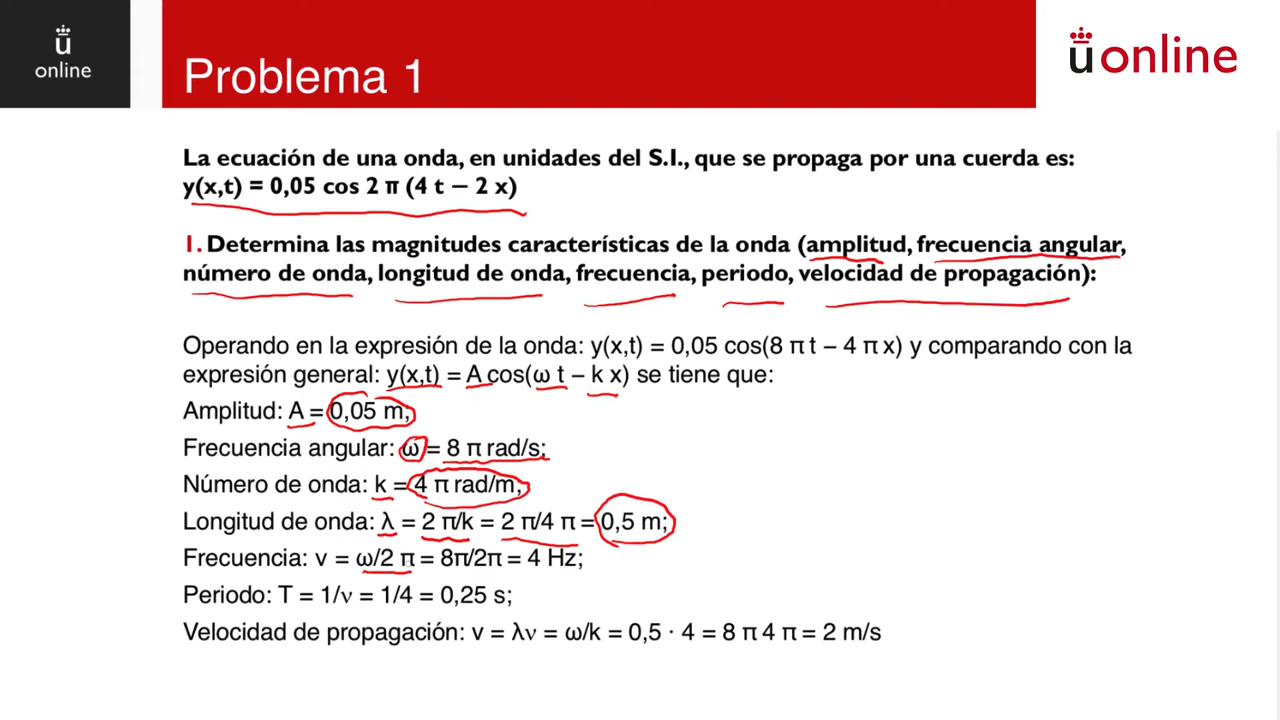 ü
online
Problema 1
üonline
La ecuación de una onda, en unidades del S.I., que se propaga por una cuerda es:
y(x,t) = 0,05 cos 2 π (4 t − 2 x)
1. Determina las magnitudes características de la onda (amplitud, frecuencia angular,
número de onda, longitud de onda, frecuencia, periodo, velocidad de propagación):
Operando en la expresión de la onda: y(x,t) = 0,05 cos(8 π t − 4 π x) y comparando con la
expresión general: y(x,t) = A cos(ω t − k x) se tiene que:
Amplitud: A = 0,05 m,
Frecuencia angular: ω = 8 π rad/s;
Número de onda: k = 4 π rad/m,
Longitud de onda: λ = 2 π/k = 2 π/4 π = 0,5 m;
Frecuencia: ν = ω/2 π = 8π/2π = 4 Hz;
Periodo: T = 1/ν = 1/4 = 0,25 s;
Velocidad de propagación: v = λν = ω/k = 0,5 · 4 = 8 π 4 π = 2 m/s